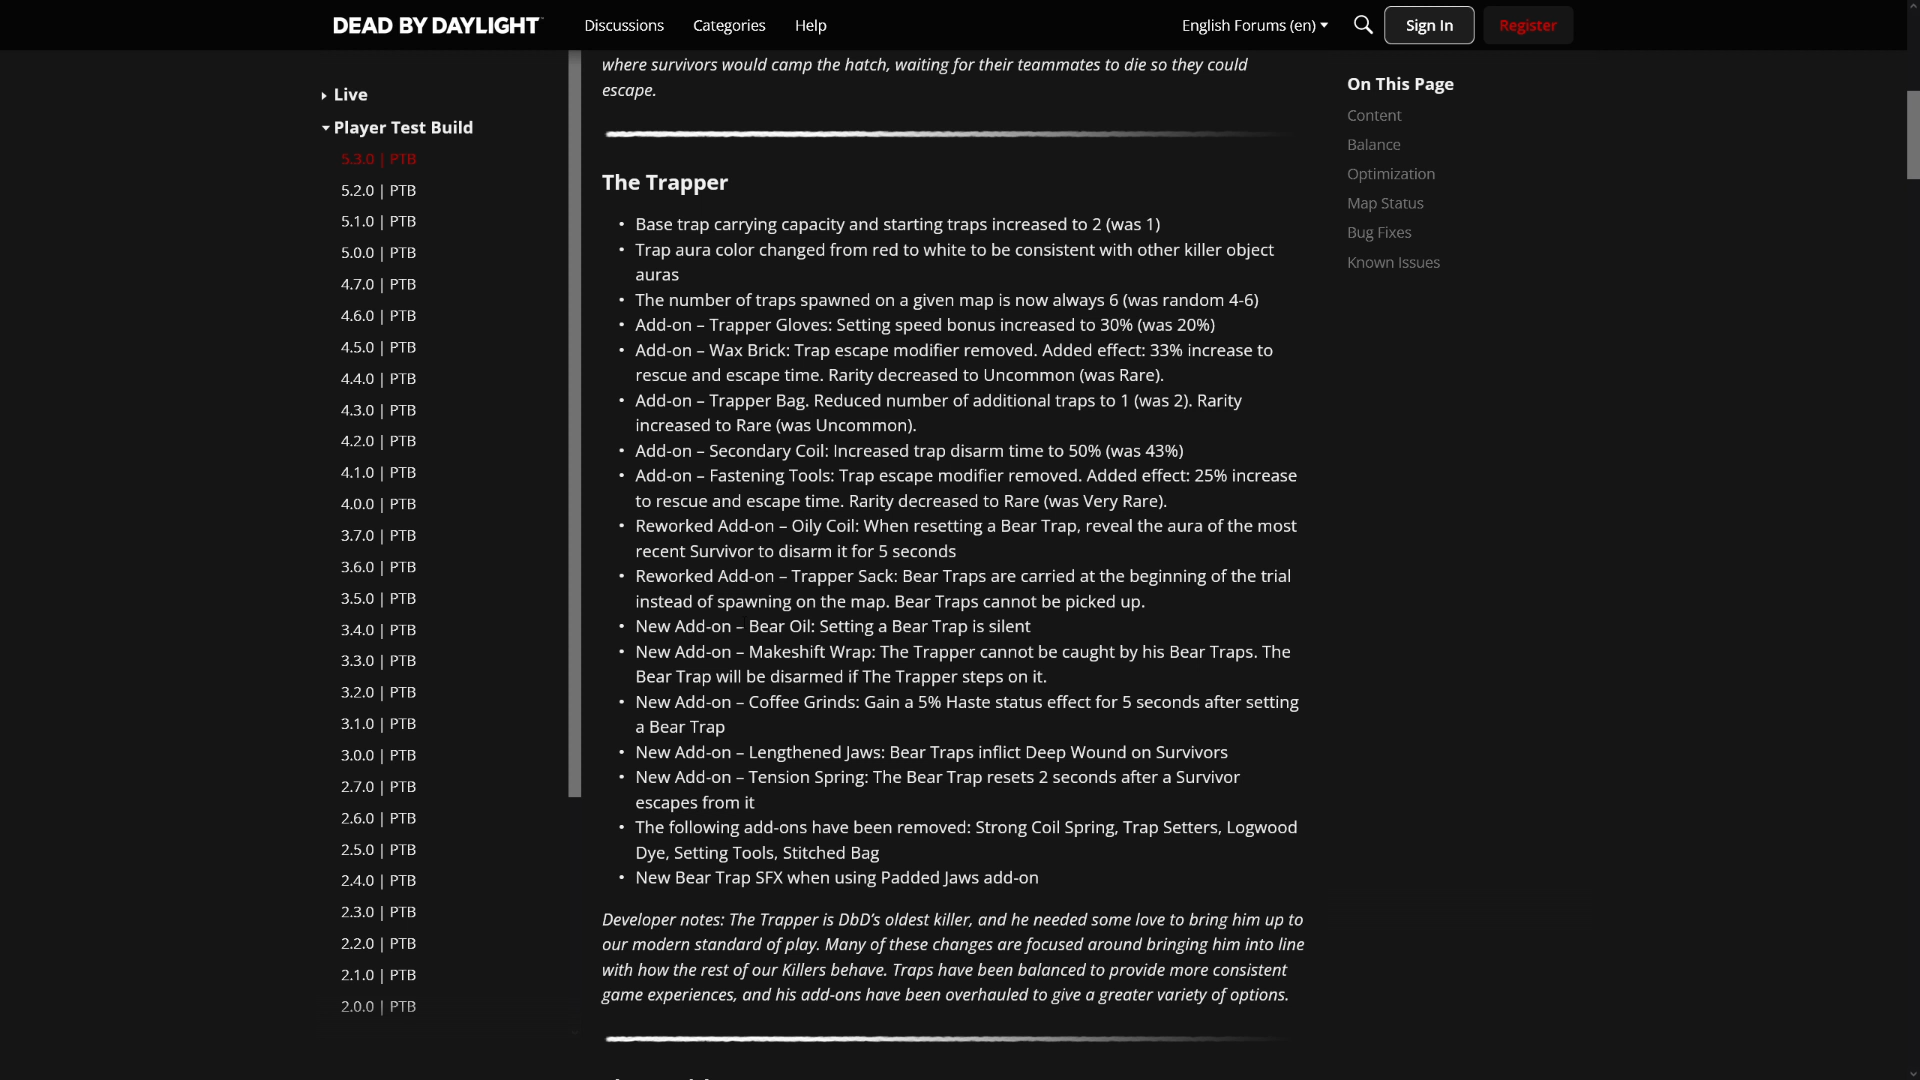 DEAD BY DAYLIGHT
Discussions
Categories
Help
English Forums (en)
Sign In
Register
Live
Player Test Build
5.3.0 | PTB
5.2.0 | PTB
5.1.0 | PTB
5.0.0 | PTB
4.7.0 | PTB
4.6.0 | PTB
4.5.0 | PTB
4.4.0 | PTB
4.3.0 | PTB
4.2.0 | PTB
4.1.0 | PTB
4.0.0 | PTB
3.7.0 | PTB
3.6.0 | PTB
3.5.0 | PTB
3.4.0 | PTB
3.3.0 | PTB
3.2.0 | PTB
3.1.0 | PTB
3.0.0 | PTB
2.7.0 | PTB
2.6.0 | PTB
2.5.0 | PTB
2.4.0 | PTB
2.3.0 | PTB
2.2.0 | PTB
2.1.0 | PTB
2.0.0 | PTB
where survivors would camp the hatch, waiting for their teammates to die so they could
escape.
The Trapper
• Base trap carrying capacity and starting traps increased to 2 (was 1)
• Trap aura color changed from red to white to be consistent with other killer object
auras
• The number of traps spawned on a given map is now always 6 (was random 4-6)
• Add-on – Trapper Gloves: Setting speed bonus increased to 30% (was 20%)
• Add-on – Wax Brick: Trap escape modifier removed. Added effect: 33% increase to
rescue and escape time. Rarity decreased to Uncommon (was Rare).
• Add-on – Trapper Bag. Reduced number of additional traps to 1 (was 2). Rarity
increased to Rare (was Uncommon).
• Add-on – Secondary Coil: Increased trap disarm time to 50% (was 43%)
• Add-on – Fastening Tools: Trap escape modifier removed. Added effect: 25% increase
to rescue and escape time. Rarity decreased to Rare (was Very Rare).
• Reworked Add-on – Oily Coil: When resetting a Bear Trap, reveal the aura of the most
recent Survivor to disarm it for 5 seconds
• Reworked Add-on – Trapper Sack: Bear Traps are carried at the beginning of the trial
instead of spawning on the map. Bear Traps cannot be picked up.
• New Add-on – Bear Oil: Setting a Bear Trap is silent
• New Add-on – Makeshift Wrap: The Trapper cannot be caught by his Bear Traps. The
Bear Trap will be disarmed if The Trapper steps on it.
• New Add-on – Coffee Grinds: Gain a 5% Haste status effect for 5 seconds after setting
a Bear Trap
• New Add-on – Lengthened Jaws: Bear Traps inflict Deep Wound on Survivors
• New Add-on – Tension Spring: The Bear Trap resets 2 seconds after a Survivor
escapes from it
• The following add-ons have been removed: Strong Coil Spring, Trap Setters, Logwood
Dye, Setting Tools, Stitched Bag
• New Bear Trap SFX when using Padded Jaws add-on
Developer notes: The Trapper is DbD's oldest killer, and he needed some love to bring him up to
our modern standard of play. Many of these changes are focused around bringing him into line
with how the rest of our Killers behave. Traps have been balanced to provide more consistent
game experiences, and his add-ons have been overhauled to give a greater variety of options.
On This Page
Content
Balance
Optimization
Map Status
Bug Fixes
Known Issues